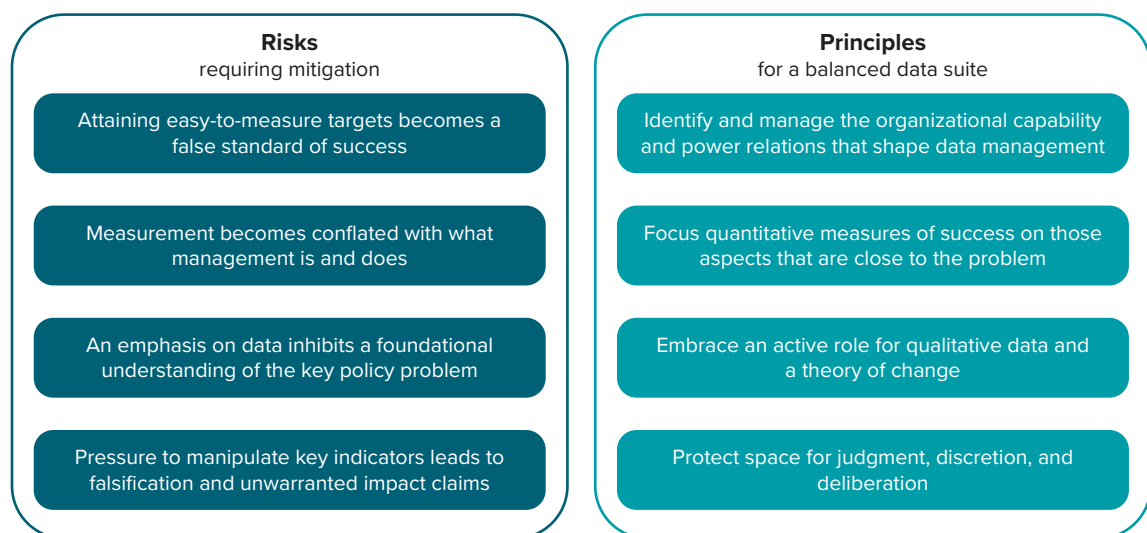 Risks
requiring mitigation
Attaining easy-to-measure targets becomes a
false standard of success
Measurement becomes conflated with what
management is and does
An emphasis on data inhibits a foundational
understanding of the key policy problem
Pressure to manipulate key indicators leads to
falsification and unwarranted impact claims
Principles
for a balanced data suite
Identify and manage the organizational capability
and power relations that shape data management
Focus quantitative measures of success on those
aspects that are close to the problem
Embrace an active role for qualitative data and
a theory of change
Protect space for judgment, discretion, and
deliberation